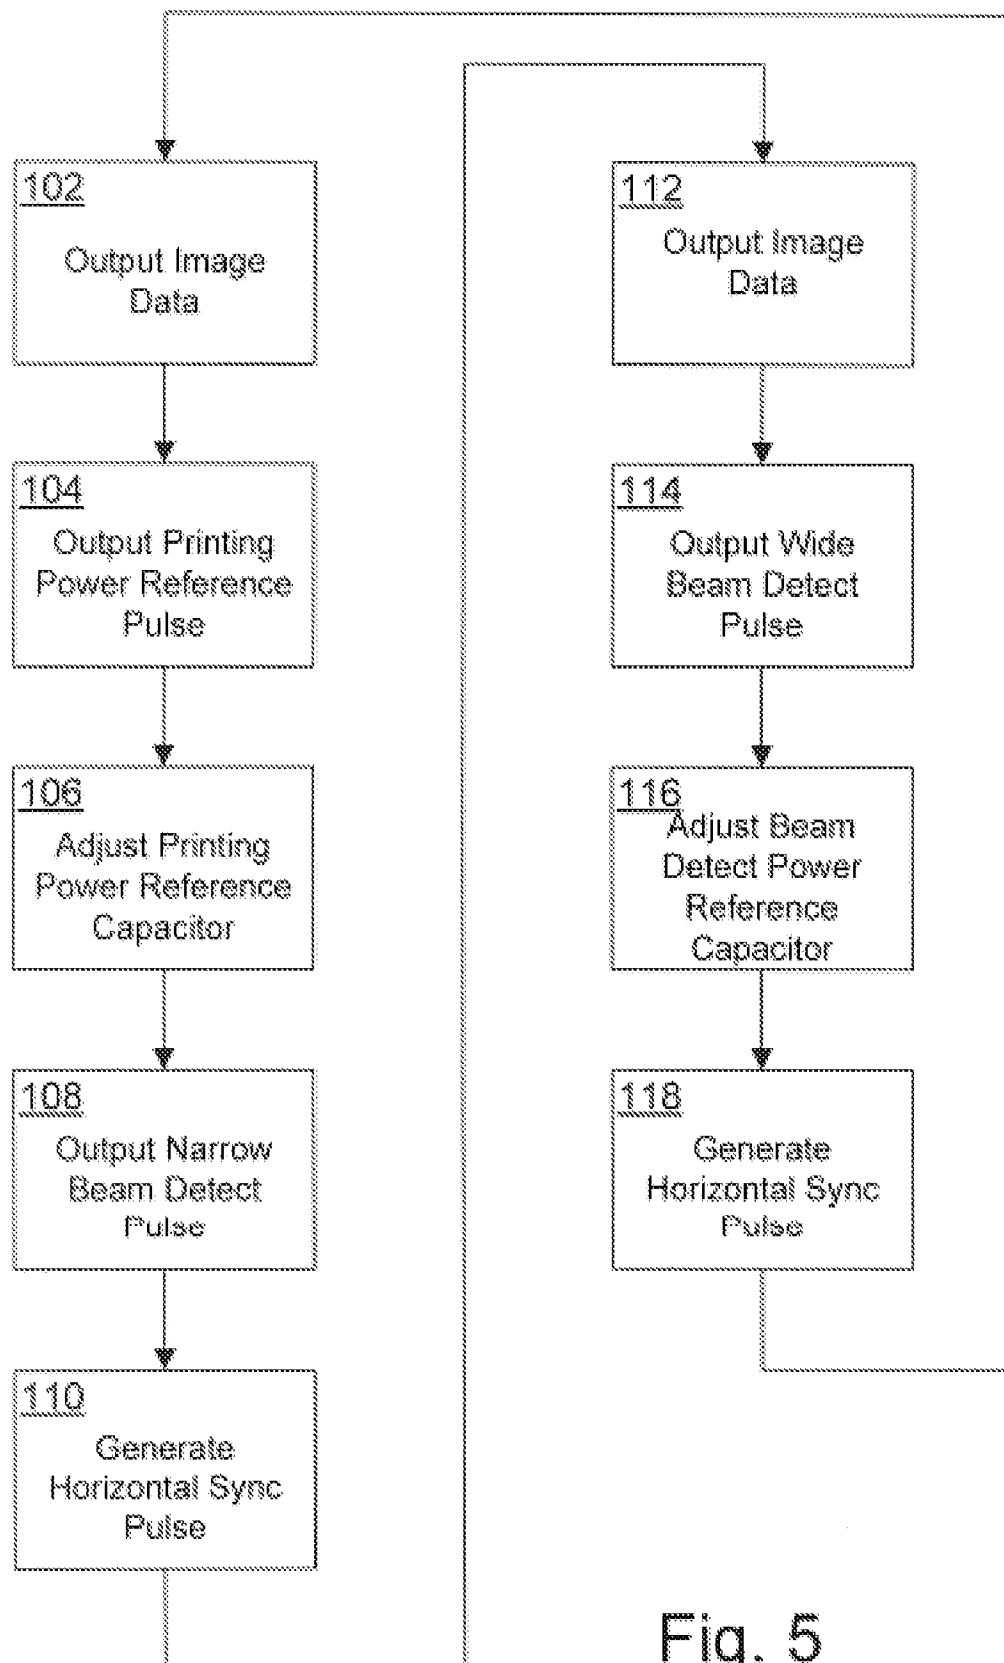 102
Output Image
Data
104
Output Printing
Power Reference
Pulse
106
Adjust Printing
Power Reference
Capacitor
108
Output Narrow
Beam Detect
Pulse
110
Generate
Horizontal Sync
Pulse
112
Output Image
Data
114
Output Wide
Beam Detect
Pulse
116
Adjust Beam
Detect Power
Reference
Capacitor
118
Generate
Horizontal Sync
Pulse
Fig. 5